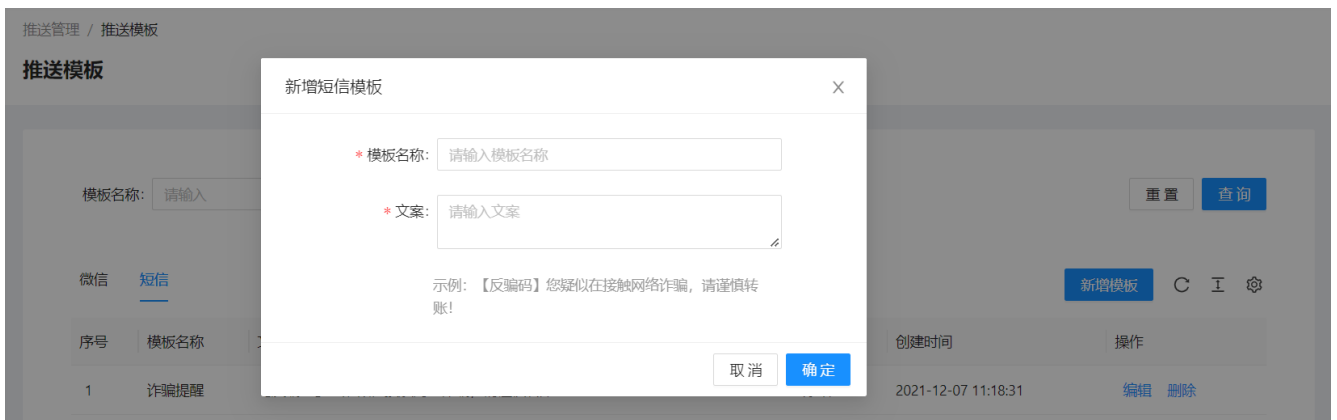 推送管理 / 推送模板
推送模板
新增短信模板
* 模板名称: 请输入模板名称
模板名称: 请输入
重置 查询
* 文案: 请输入文案
示例：【反骗码】您疑似在接触网络诈骗，请谨慎转
账！
微信 短信
新增模板
序号 模板名称 创建时间 操作
取消 确定
1 诈骗提醒 2021-12-07 11:18:31 编辑 删除